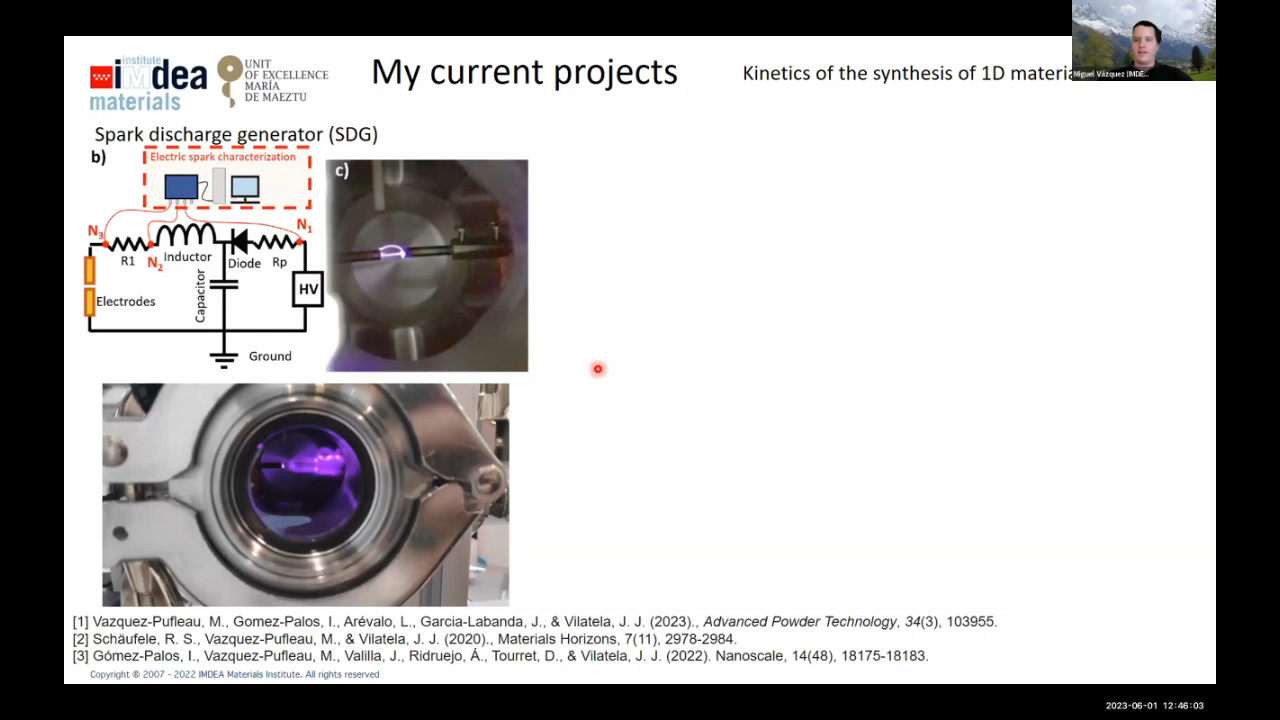 institute
iMdea
materials
UNIT
OF EXCELLENCE
MARÍA
DE MAEZTU
My current projects
Kinetics of the synthesis of 1D
Miguel Vázquez (IMDE...
Spark discharge generator (SDG)
b)
Electric spark characterization
c)
N3
N1
R1
N2
Inductor
Diode
Rp
Capacitor
HV
Electrodes
Ground
[1] Vazquez-Pufleau, M., Gomez-Palos, I., Arévalo, L., Garcia-Labanda, J., & Vilatela, J. J. (2023)., Advanced Powder Technology, 34(3), 103955.
[2] Schäufele, R. S., Vazquez-Pufleau, M., & Vilatela, J. J. (2020)., Materials Horizons, 7(11), 2978-2984.
[3] Gómez-Palos, I., Vazquez-Pufleau, M., Valilla, J., Ridruejo, Á., Tourret, D., & Vilatela, J. J. (2022). Nanoscale, 14(48), 18175-18183.
Copyright ® 2007 - 2022 IMDEA Materials Institute. All rights reserved
2023-06-01 12:46:03